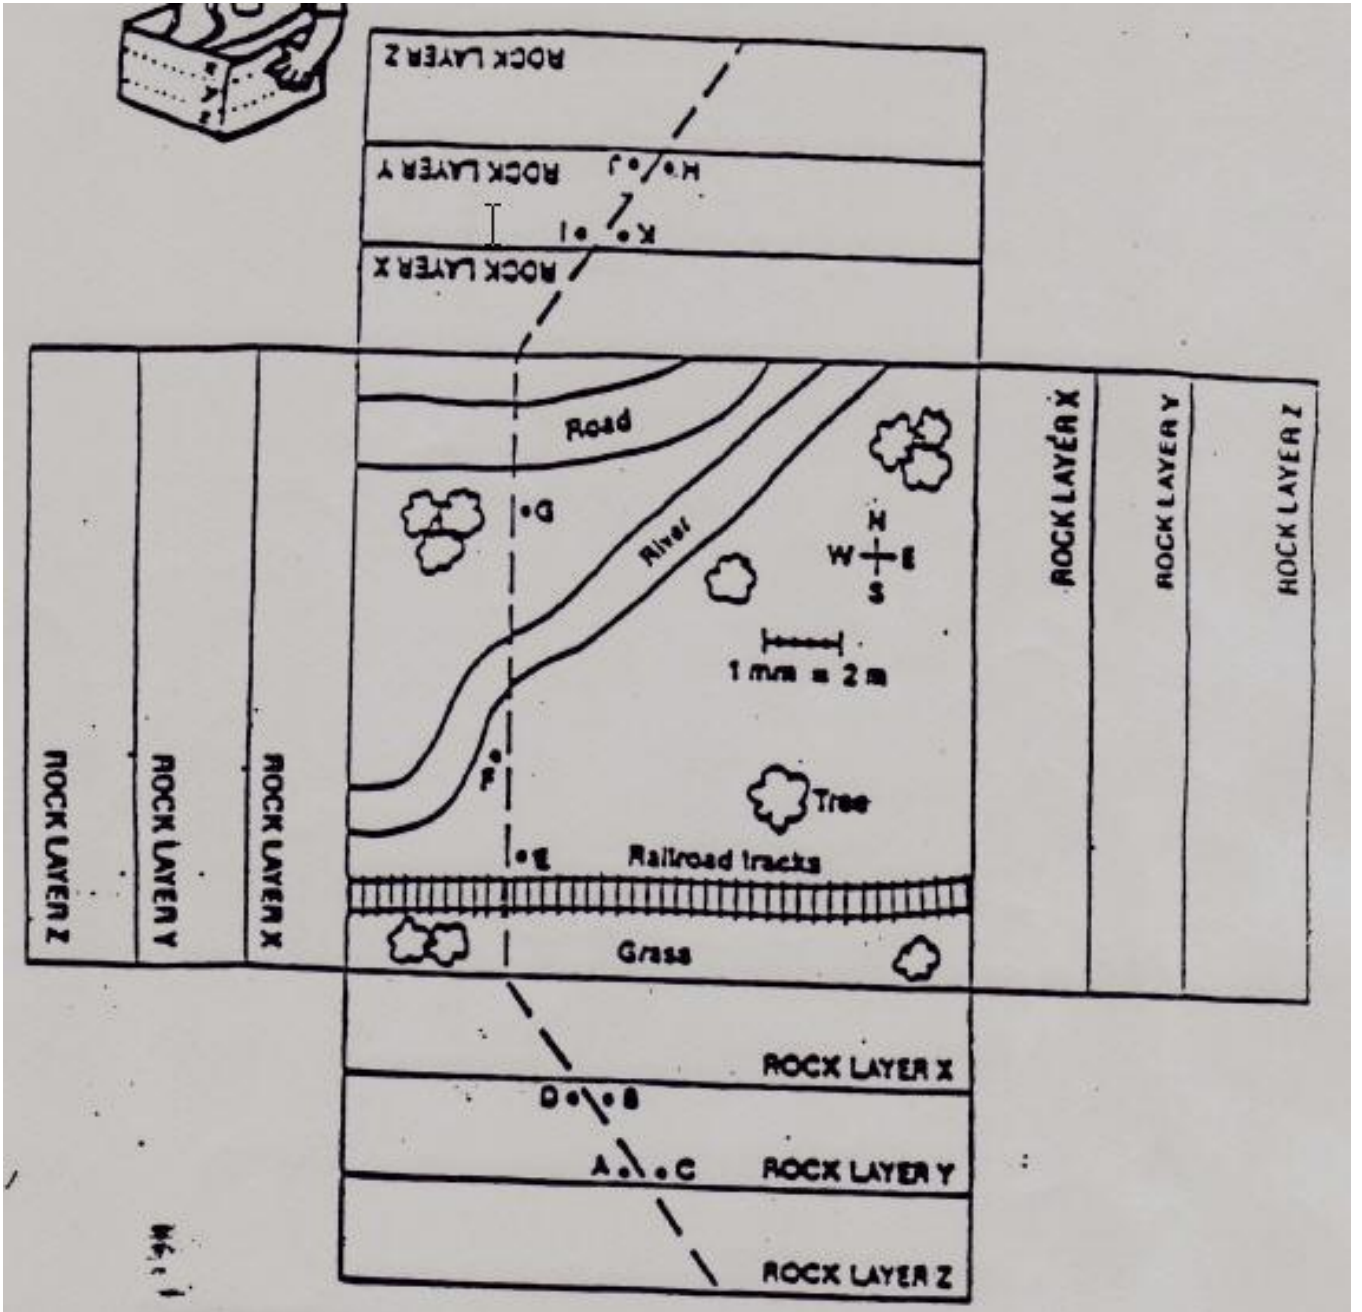 X
Y
Z
ROCK LAYER Z
J H
ROCK LAYER Y
I K
ROCK LAYER X
Road
G
River
N
W E
S
1 mm = 2 m
F
Tree
E
Railroad tracks
Grass
ROCK LAYER Z
ROCK LAYER Y
ROCK LAYER X
ROCK LAYER X
ROCK LAYER Y
ROCK LAYER Z
ROCK LAYER X
D B
A C
ROCK LAYER Y
ROCK LAYER Z